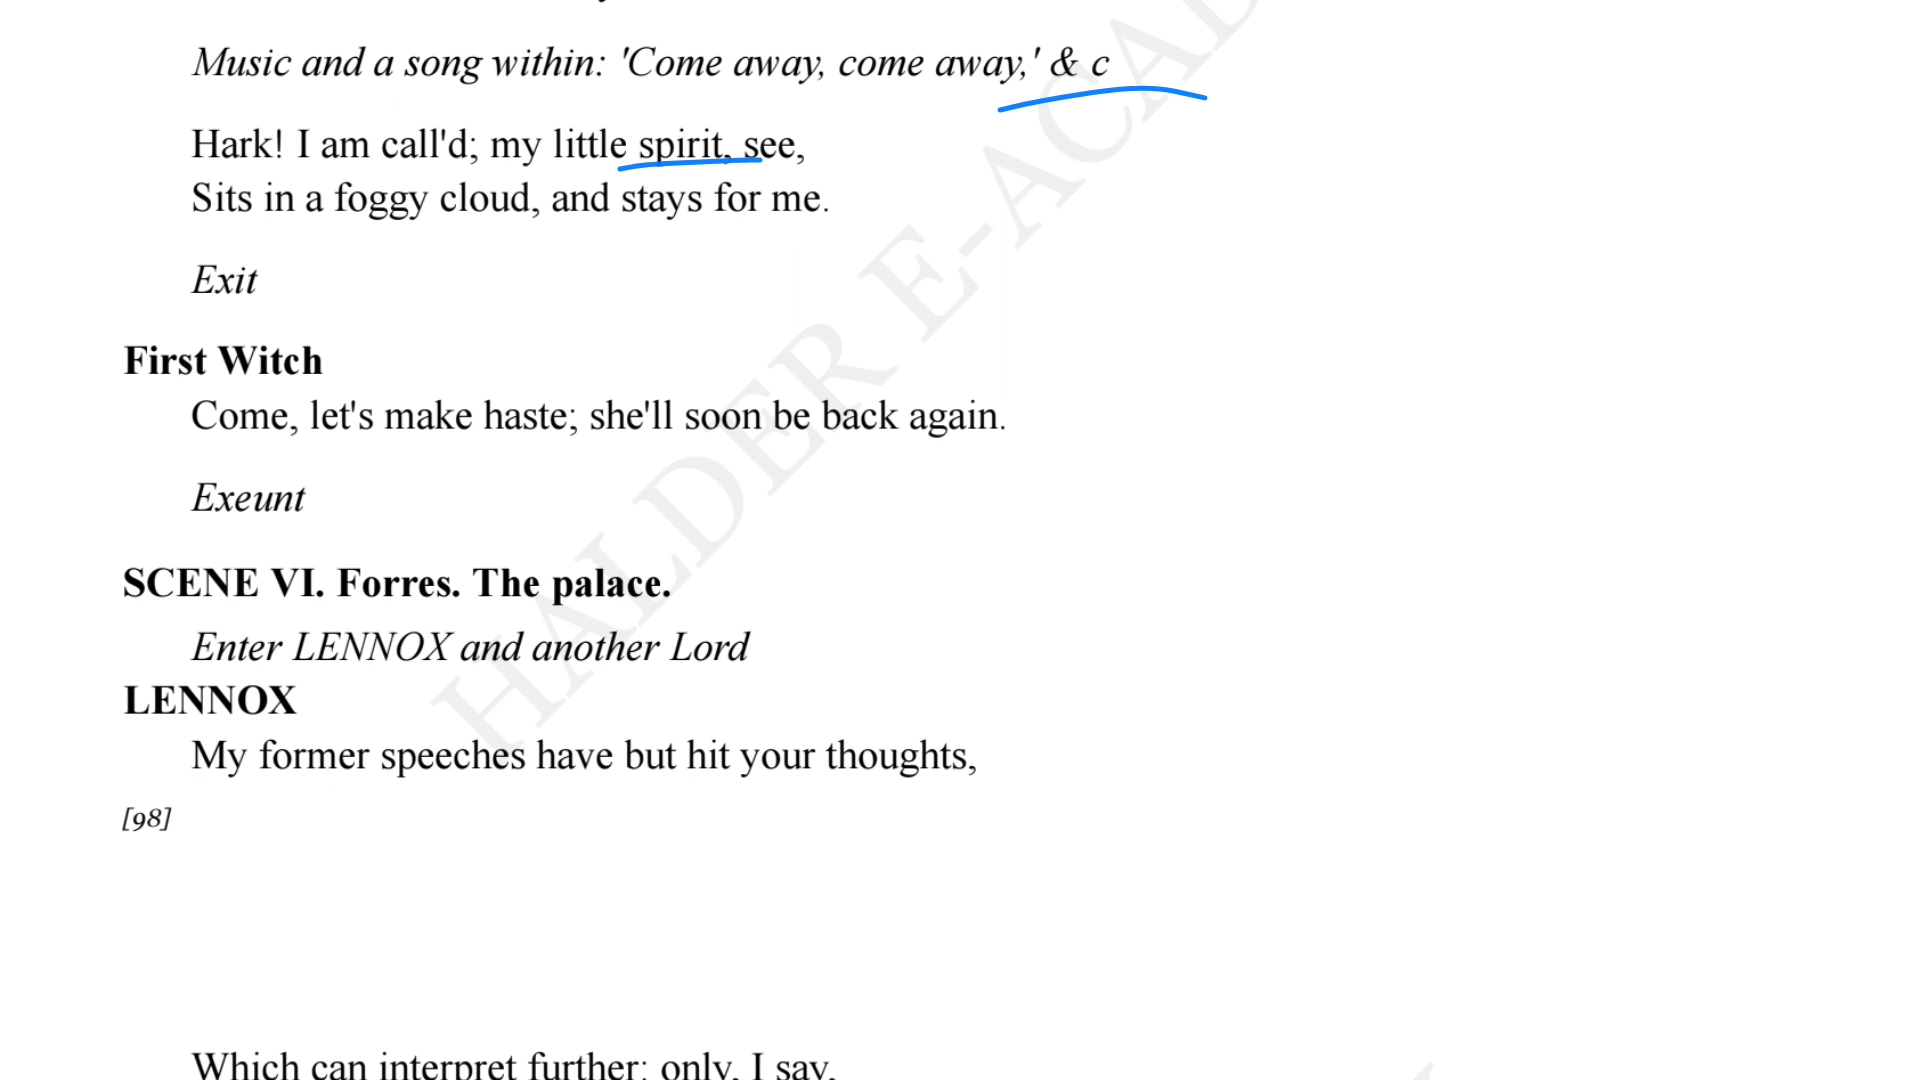 Music and a song within: 'Come away, come away,' & c
Hark! I am call'd; my little spirit, see,
Sits in a foggy cloud, and stays for me.
Exit
First Witch
Come, let's make haste; she'll soon be back again.
Exeunt
SCENE VI. Forres. The palace.
Enter LENNOX and another Lord
LENNOX
My former speeches have but hit your thoughts,
[98]
Which can interpret further: only, I say,
HALDER E-ACAD